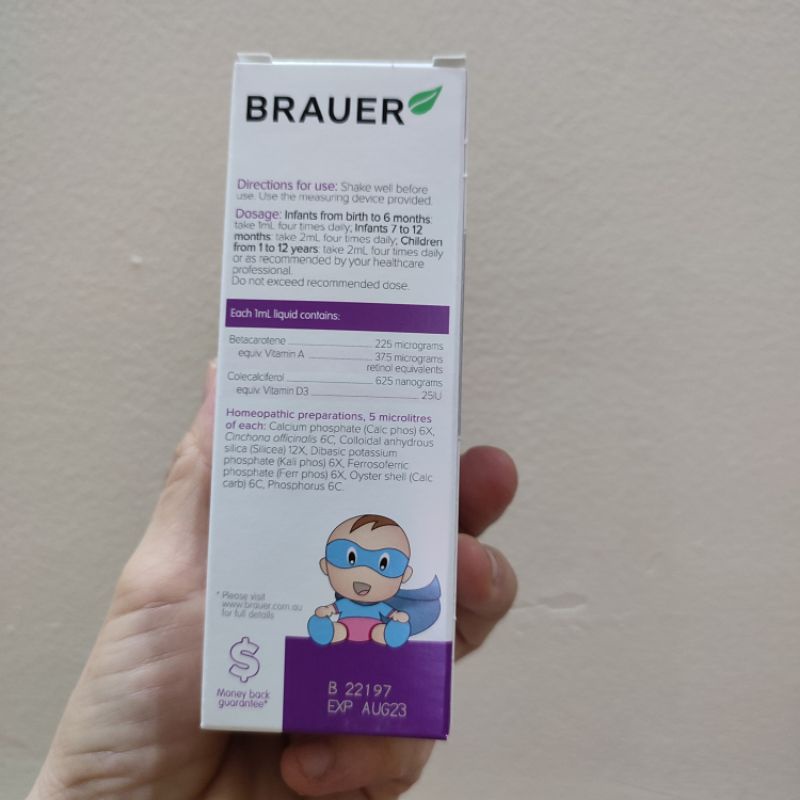 BRAUER
Directions for use: Shake well before
use. Use the measuring device provided.
Dosage: Infants from birth to 6 months:
take 1mL four times daily; Infants 7 to 12
months: take 2mL four times daily; Children
from 1 to 12 years: take 2mL four times daily
or as recommended by your healthcare
professional.
Do not exceed recommended dose.
Each 1mL liquid contains:
Betacarotene 225 micrograms
equiv. Vitamin A 37.5 micrograms
retinol equivalents
Colecalciferol 625 nanograms
equiv. Vitamin D3 25IU
Homeopathic preparations, 5 microlitres
of each: Calcium phosphate (Calc phos) 6X,
Cinchona officinalis 6C, Colloidal anhydrous
silica (Silicea) 12X, Dibasic potassium
phosphate (Kali phos) 6X, Ferrosoferric
phosphate (Ferr phos) 6X, Oyster shell (Calc
carb) 6C, Phosphorus 6C.
* Please visit
www.brauer.com.au
for full details
$
Money back
guarantee*
B 22197
EXP AUG23